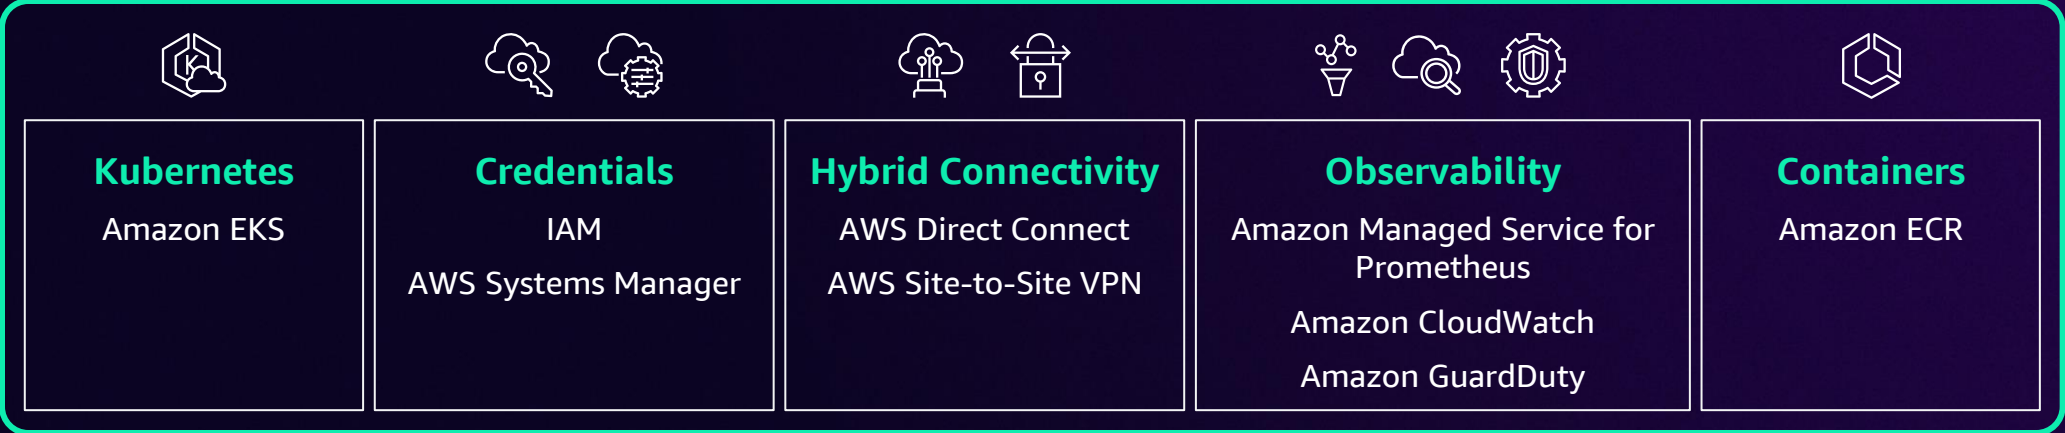 Kubernetes
Amazon EKS
Credentials
IAM
AWS Systems Manager
Hybrid Connectivity
AWS Direct Connect
AWS Site-to-Site VPN
Observability
Amazon Managed Service for
Prometheus
Amazon CloudWatch
Amazon GuardDuty
Containers
Amazon ECR